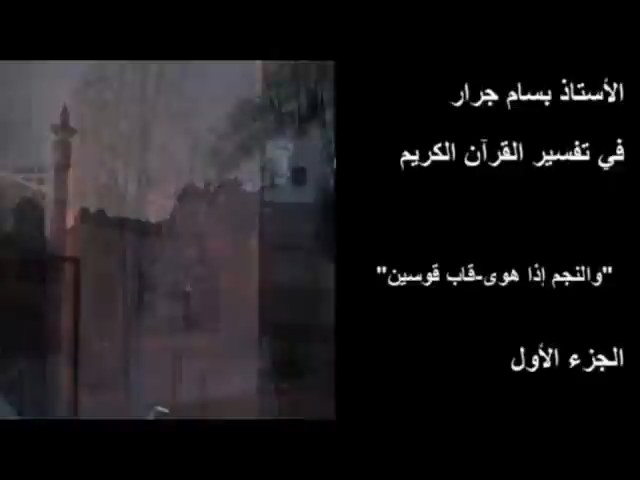 الأستاذ بسام جرار
في تفسير القرآن الكريم
"والنجم إذا هوى-قاب قوسين"
الجزء الأول